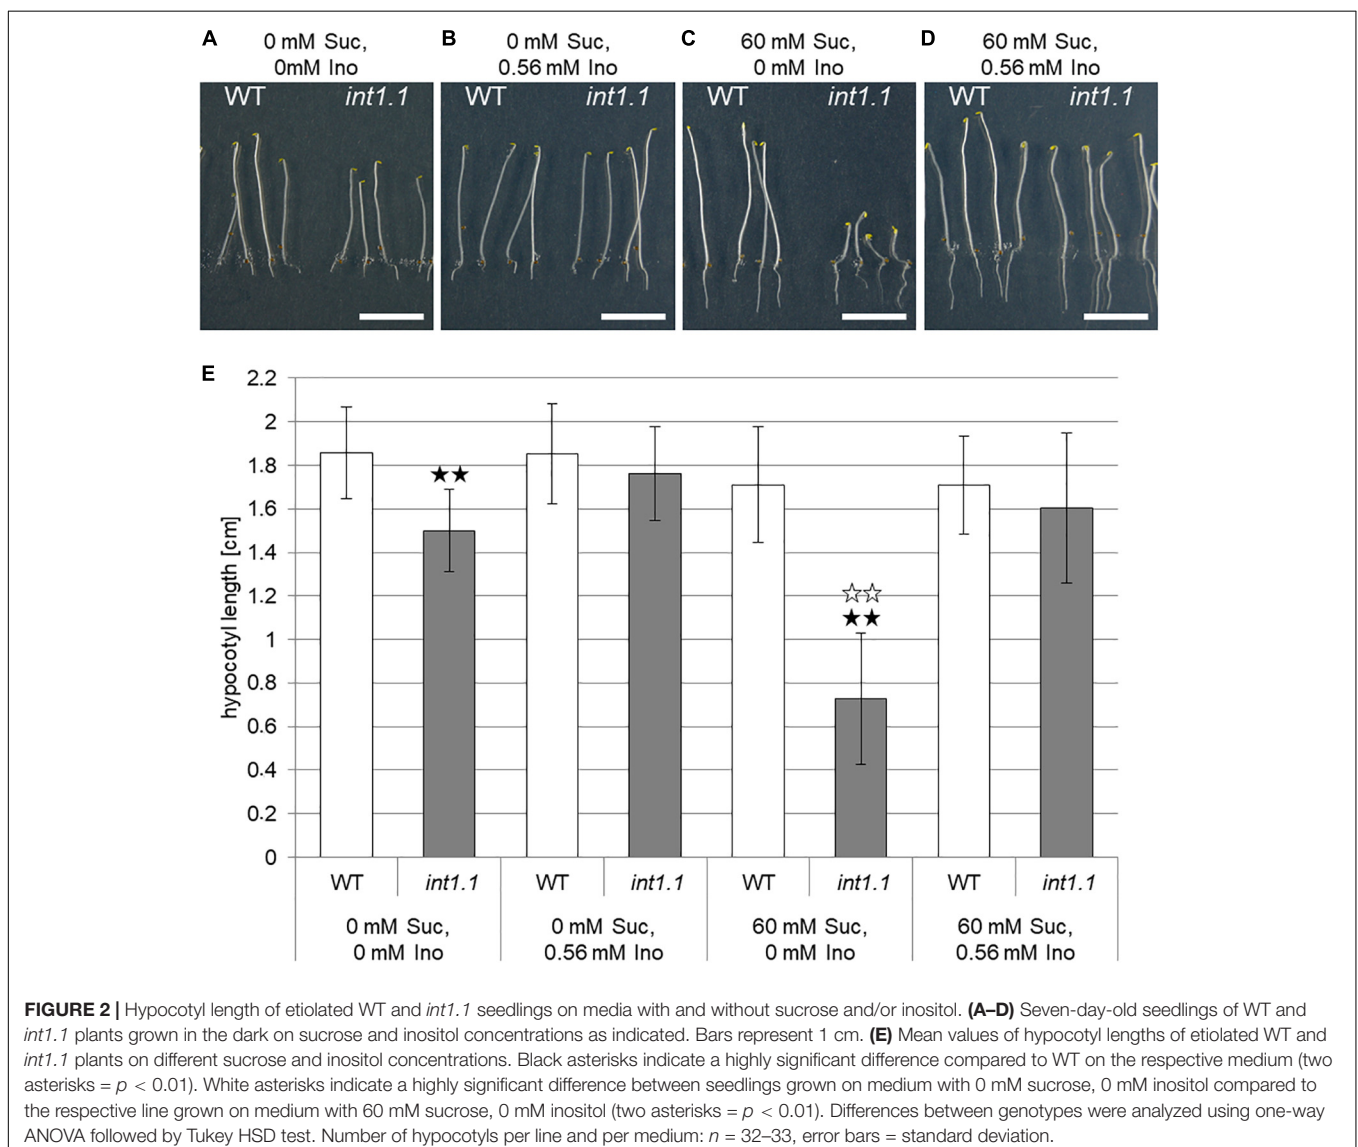 A 0 mM Suc, 0mM Ino
B 0 mM Suc, 0.56 mM Ino
C 60 mM Suc, 0 mM Ino
D 60 mM Suc, 0.56 mM Ino
WT int1.1 WT int1.1 WT int1.1 WT int1.1
E
hypocotyl length [cm]
2.2
2
1.8
1.6
1.4
1.2
1
0.8
0.6
0.4
0.2
0
★★
☆☆
★★
WT int1.1 WT int1.1 WT int1.1 WT int1.1
0 mM Suc, 0 mM Ino
0 mM Suc, 0.56 mM Ino
60 mM Suc, 0 mM Ino
60 mM Suc, 0.56 mM Ino
FIGURE 2 | Hypocotyl length of etiolated WT and int1.1 seedlings on media with and without sucrose and/or inositol. (A–D) Seven-day-old seedlings of WT and
int1.1 plants grown in the dark on sucrose and inositol concentrations as indicated. Bars represent 1 cm. (E) Mean values of hypocotyl lengths of etiolated WT and
int1.1 plants on different sucrose and inositol concentrations. Black asterisks indicate a highly significant difference compared to WT on the respective medium (two
asterisks = p < 0.01). White asterisks indicate a highly significant difference between seedlings grown on medium with 0 mM sucrose, 0 mM inositol compared to
the respective line grown on medium with 60 mM sucrose, 0 mM inositol (two asterisks = p < 0.01). Differences between genotypes were analyzed using one-way
ANOVA followed by Tukey HSD test. Number of hypocotyls per line and per medium: n = 32–33, error bars = standard deviation.